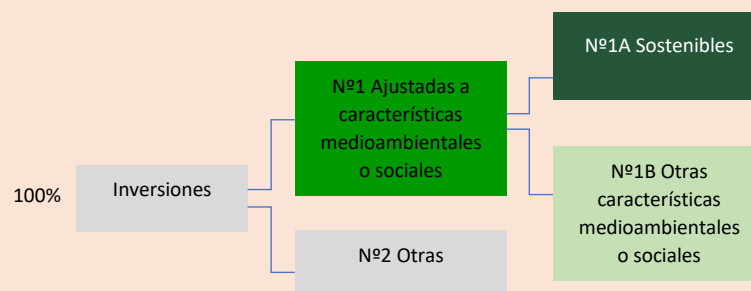 100%
Inversiones
Nº1 Ajustadas a
características
medioambientales
o sociales
Nº2 Otras
Nº1A Sostenibles
Nº1B Otras
características
medioambientales
o sociales